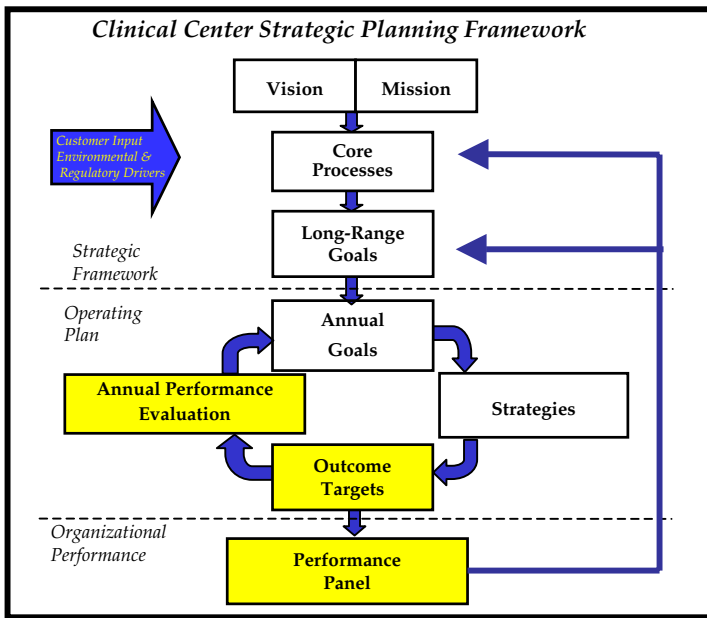 Clinical Center Strategic Planning Framework
Vision
Mission
Customer Input
Environmental &
Regulatory Drivers
Core
Processes
Long-Range
Goals
Strategic
Framework
Operating
Plan
Annual
Goals
Annual Performance
Evaluation
Strategies
Outcome
Targets
Organizational
Performance
Performance
Panel